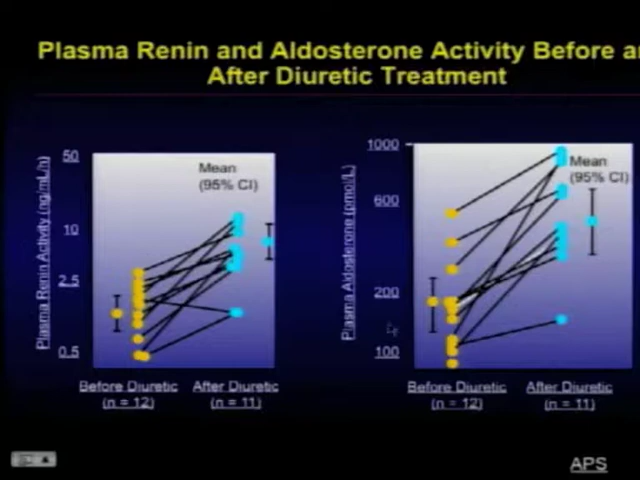 Plasma Renin and Aldosterone Activity Before a
After Diuretic Treatment
Plasma Renin Activity (ng/mL/h)
50
10
2.5
0.5
Mean
(95% CI)
Before Diuretic
(n = 12)
After Diuretic
(n = 11)
Plasma Aldosterone (pmol/L)
1000
600
200
100
Mean
(95% CI)
Before Diuretic
(n = 12)
After Diuretic
(n = 11)
APS